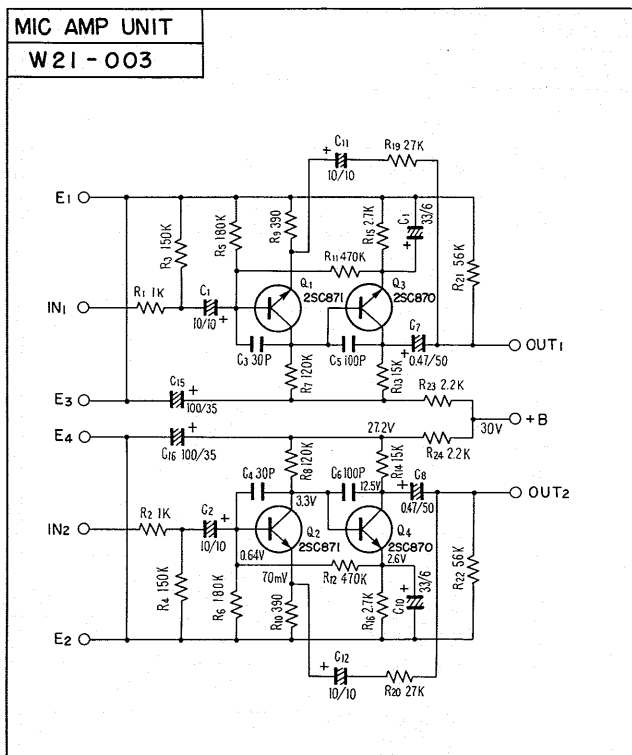 MIC AMP UNIT
W21-003
C11
10/10
+
R19 27K
E1
R3 150K
R5 180K
R9 390
R15 2.7K
C1
33/6
+
R11 470K
R21 56K
IN1
R1 1K
C1
10/10
+
Q1
2SC871
Q3
2SC870
C3 30P
C5 100P
C7
0.47/50
+
OUT1
R7 120K
R13 15K
E3
C15
100/35
+
R23 2.2K
+B
30V
E4
C16 100/35
+
27.2V
R24 2.2K
R8 120K
R14 15K
C4 30P
C6 100P
12.5V
C8
0.47/50
+
OUT2
3.3V
IN2
R2 1K
C2
10/10
+
0.64V
Q2
2SC871
Q4
2SC870
2.6V
R4 150K
R6 180K
70mV
R12 470K
R10 390
R16 2.7K
C10
33/6
+
R22 56K
E2
C12
10/10
+
R20 27K